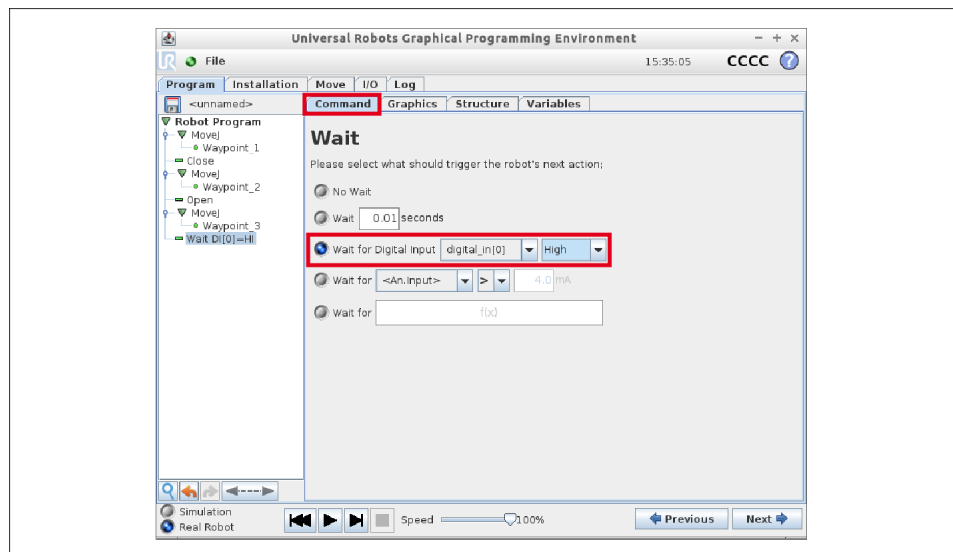 Universal Robots Graphical Programming Environment
File 15:35:05 CCCC ?
Program Installation Move I/O Log
<unnamed> Command Graphics Structure Variables
Robot Program
MoveJ
Waypoint_1
Close
MoveJ
Waypoint_2
Open
MoveJ
Waypoint_3
Wait DI[0]=HI
Wait
Please select what should trigger the robot's next action;
No Wait
Wait 0.01 seconds
Wait for Digital Input digital_in[0] High
Wait for <An.Input> > 4.0 mA
Wait for f(x)
Simulation
Real Robot
Speed 100%
Previous Next